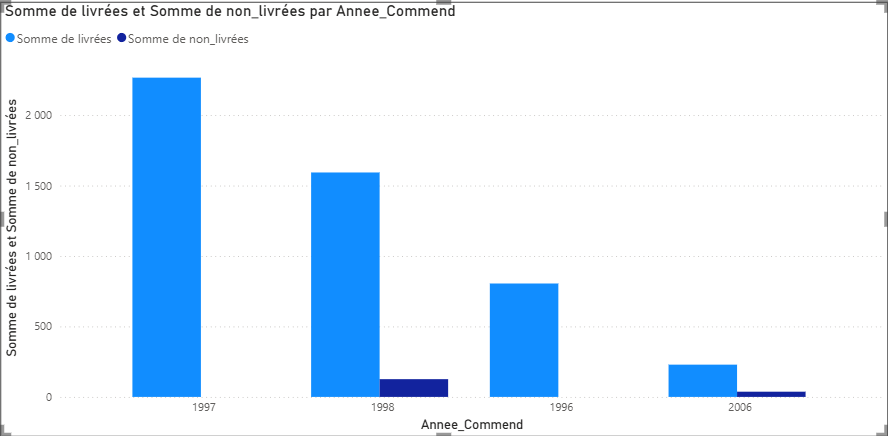 Somme de livrées et Somme de non_livrées par Annee_Commend
Somme de livrées Somme de non_livrées
Somme de livrées et Somme de non_livrées
2 000
1 500
1 000
500
0
1997 1998 1996 2006
Annee_Commend